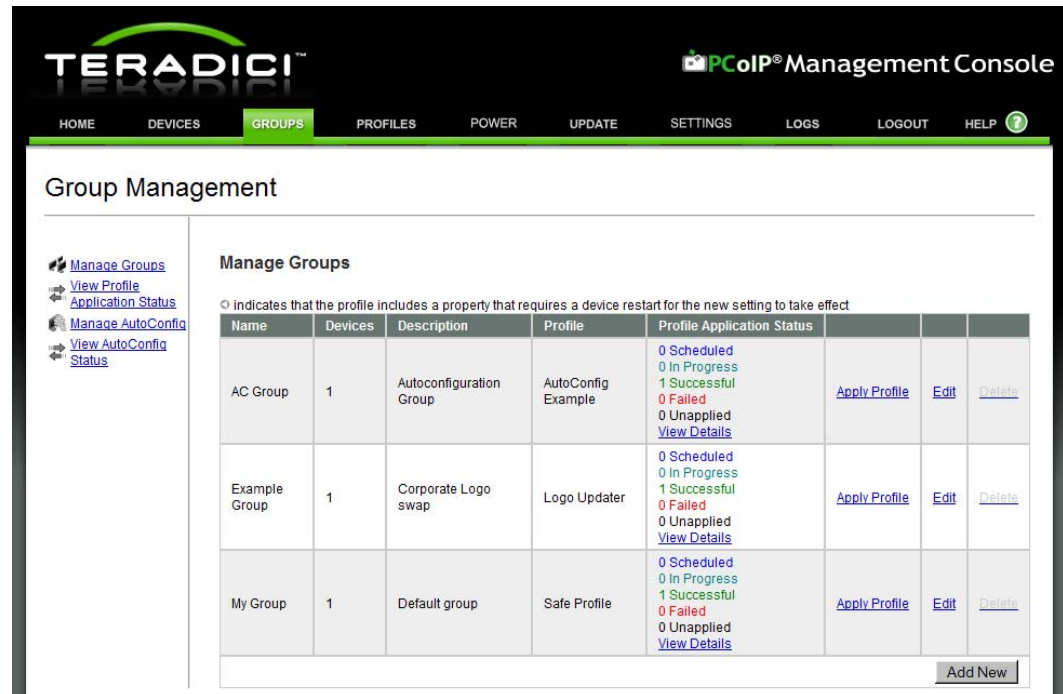 TERADICI™
PCoIP® Management Console
HOME DEVICES GROUPS PROFILES POWER UPDATE SETTINGS LOGS LOGOUT HELP ?
Group Management
Manage Groups
View Profile
Application Status
Manage AutoConfig
View AutoConfig
Status
Manage Groups
indicates that the profile includes a property that requires a device restart for the new setting to take effect
Name Devices Description Profile Profile Application Status
AC Group 1 Autoconfiguration Group AutoConfig Example
0 Scheduled
0 In Progress
1 Successful
0 Failed
0 Unapplied
View Details
Apply Profile Edit Delete
Example Group 1 Corporate Logo swap Logo Updater
0 Scheduled
0 In Progress
1 Successful
0 Failed
0 Unapplied
View Details
Apply Profile Edit Delete
My Group 1 Default group Safe Profile
0 Scheduled
0 In Progress
1 Successful
0 Failed
0 Unapplied
View Details
Apply Profile Edit Delete
Add New